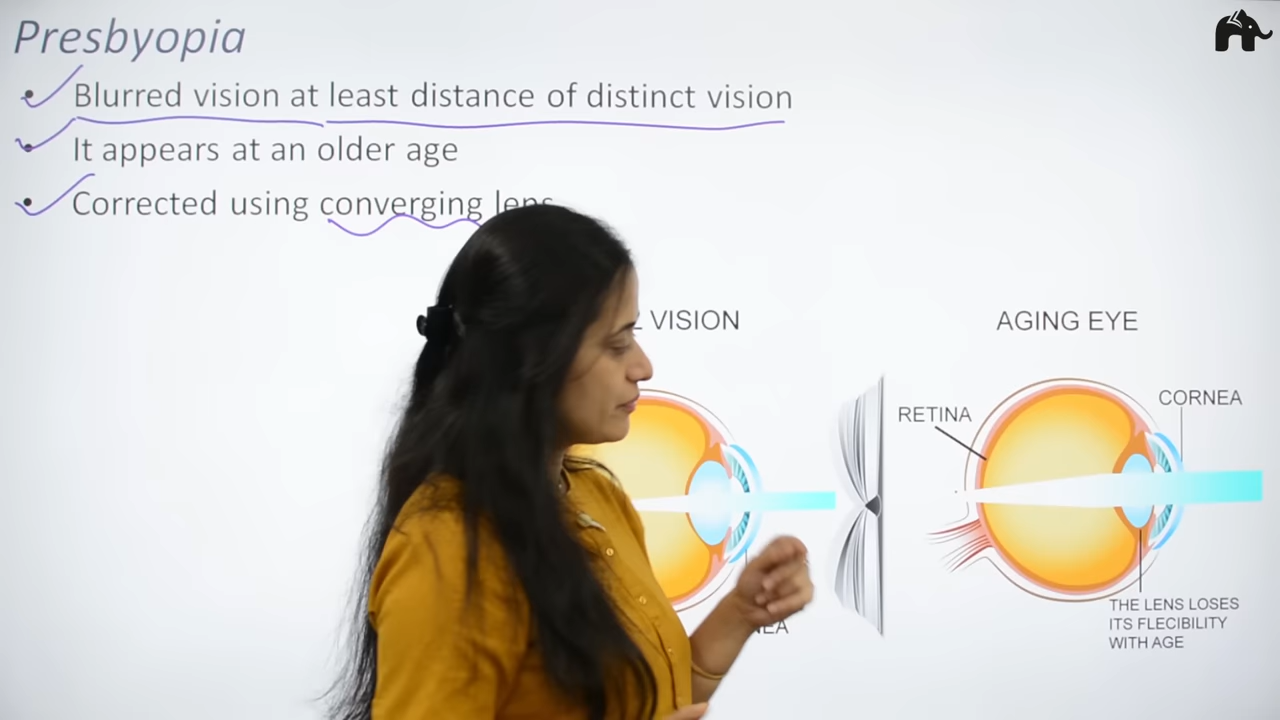 Presbyopia
• Blurred vision at least distance of distinct vision
• It appears at an older age
• Corrected using converging lens
VISION
AGING EYE
RETINA
CORNEA
THE LENS LOSES
ITS FLECIBILITY
WITH AGE